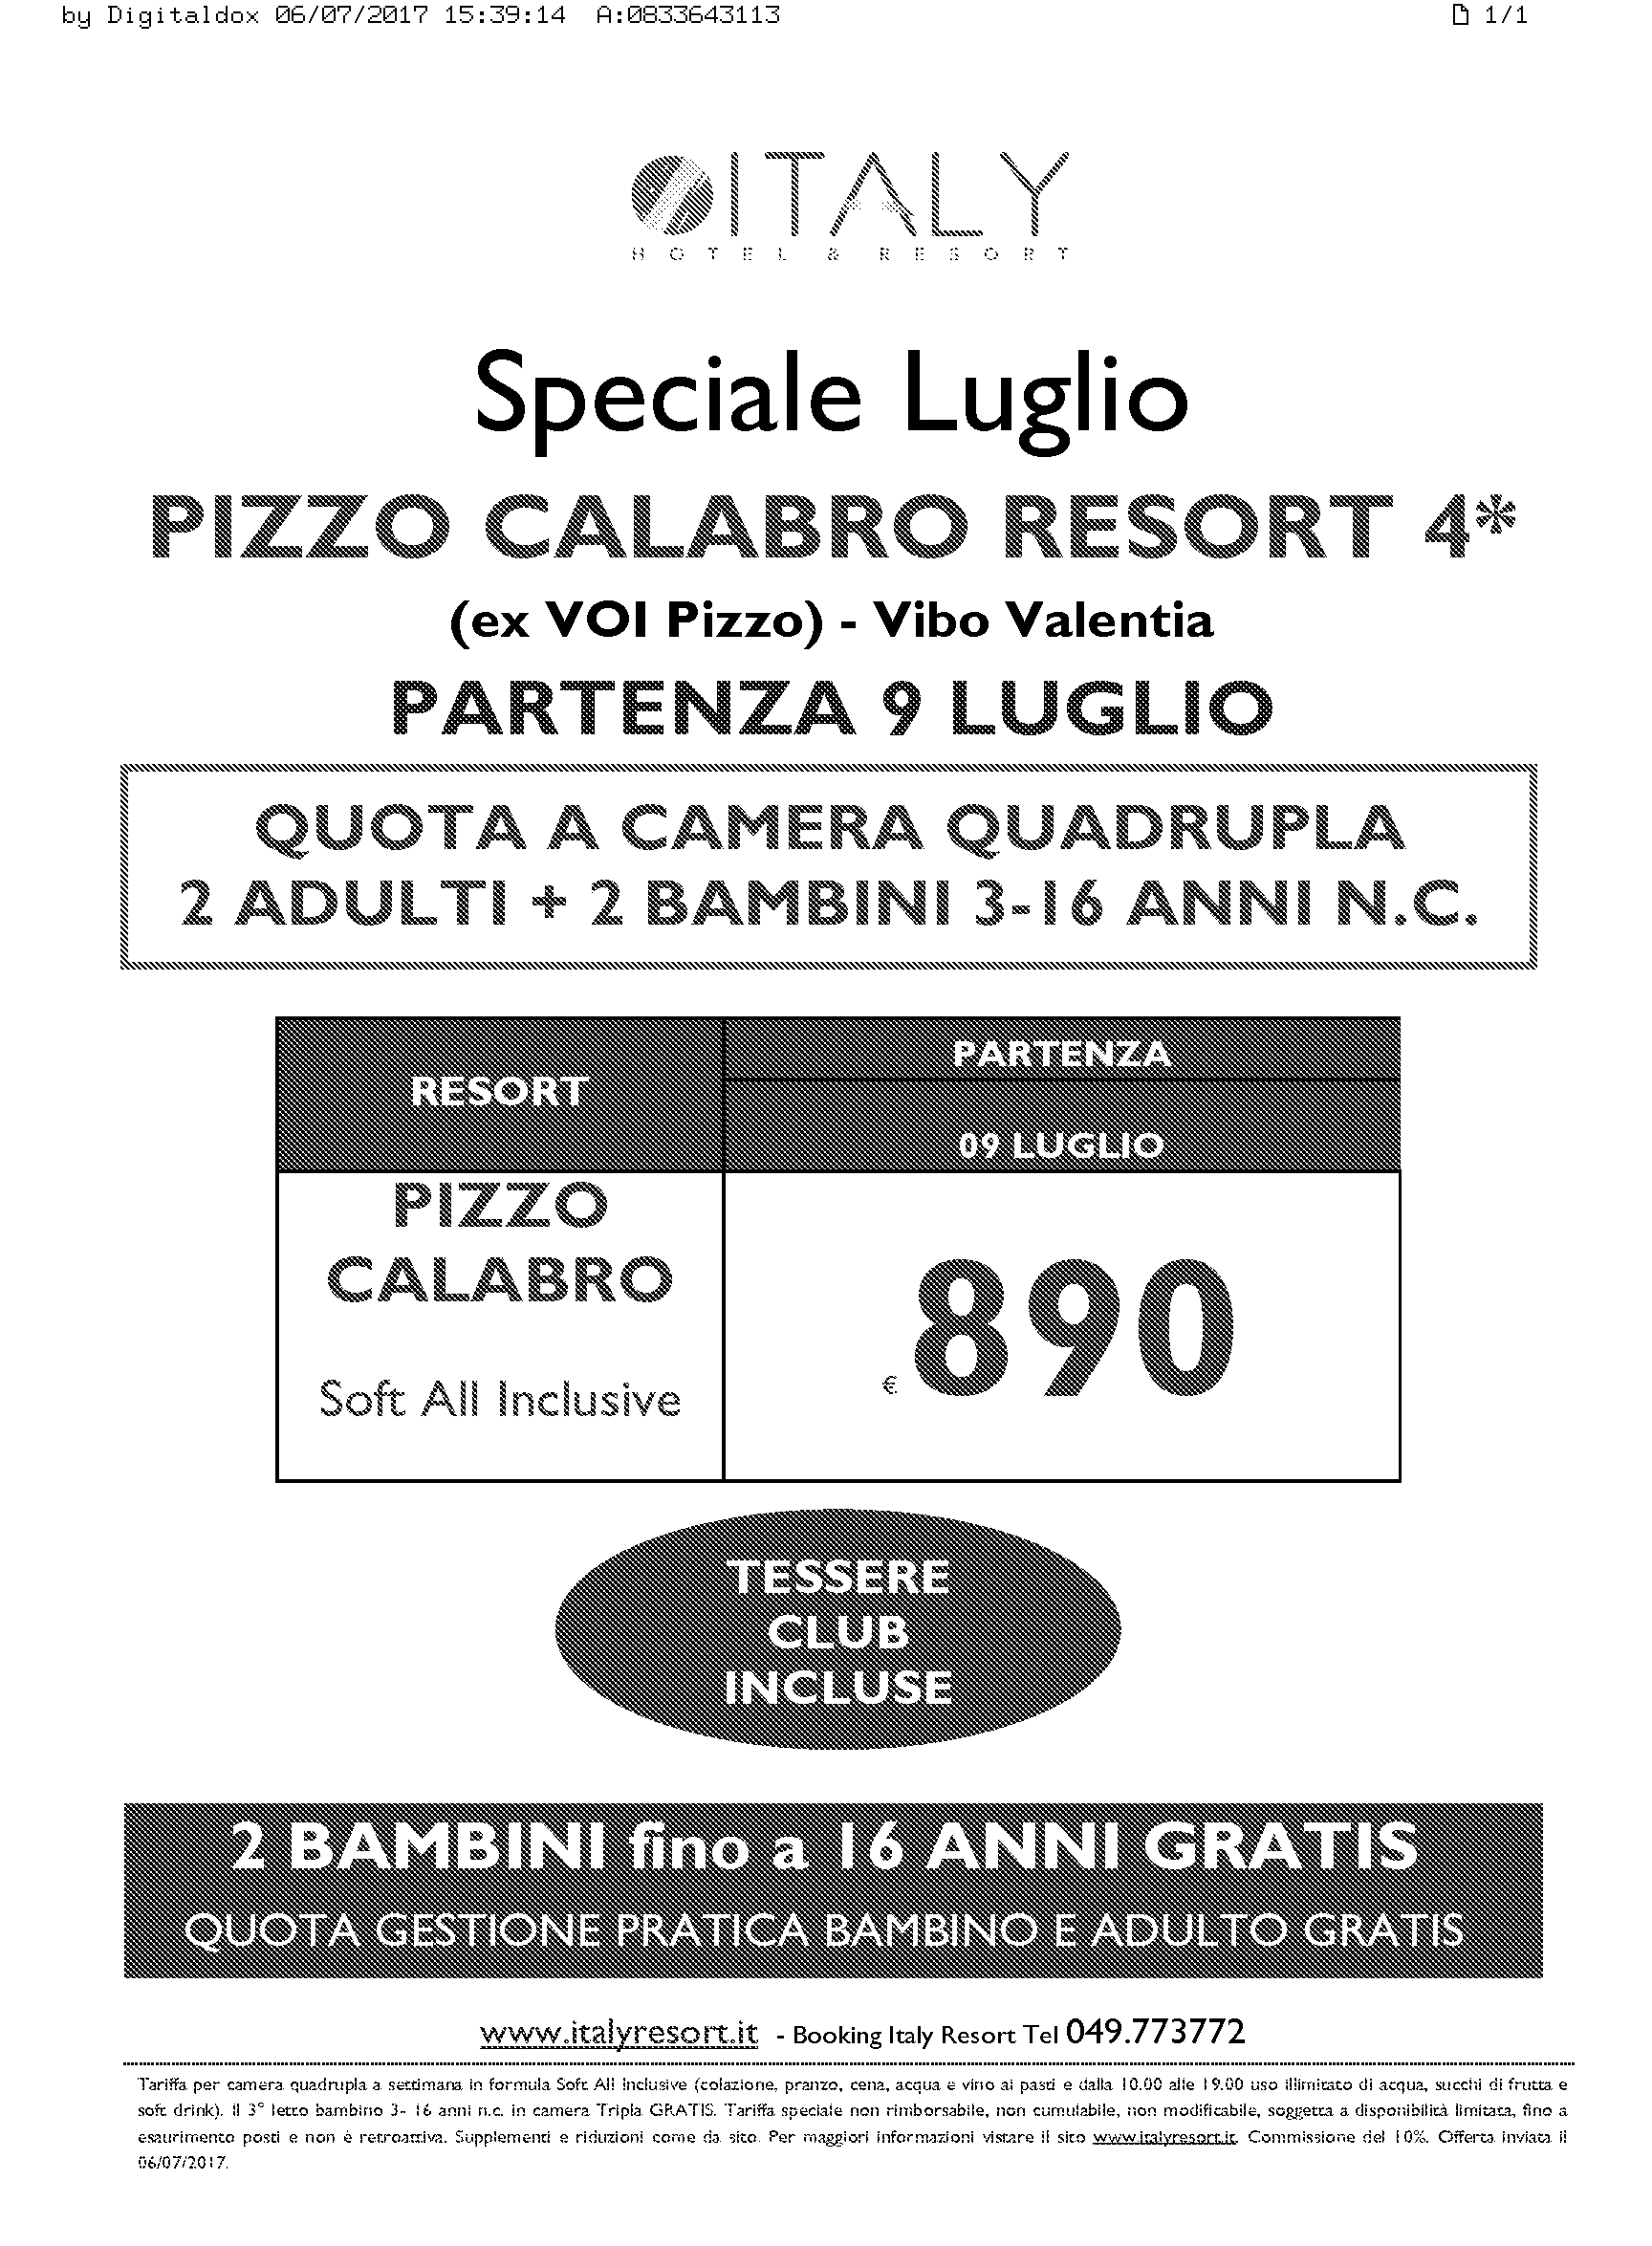 by Digitaldox 06/07/2017 15:39:14 A:0833643113 1/1
ITALY
HOTEL & RESORT
Speciale Luglio
PIZZO CALABRO RESORT 4*
(ex VOI Pizzo) - Vibo Valentia
PARTENZA 9 LUGLIO
QUOTA A CAMERA QUADRUPLA
2 ADULTI + 2 BAMBINI 3-16 ANNI N.C.
RESORT
PARTENZA
09 LUGLIO
PIZZO
CALABRO
Soft All Inclusive
€ 890
TESSERE
CLUB
INCLUSE
2 BAMBINI fino a 16 ANNI GRATIS
QUOTA GESTIONE PRATICA BAMBINO E ADULTO GRATIS
www.italyresort.it - Booking Italy Resort Tel 049.773772
Tariffa per camera quadrupla a settimana in formula Soft All Inclusive (colazione, pranzo, cena, acqua e vino ai pasti e dalla 10.00 alle 19.00 uso illimitato di acqua, succhi di frutta e
soft drink). Il 3° letto bambino 3- 16 anni n.c. in camera Tripla GRATIS. Tariffa speciale non rimborsabile, non cumulabile, non modificabile, soggetta a disponibilità limitata, fino a
esaurimento posti e non è retroattiva. Supplementi e riduzioni come da sito. Per maggiori informazioni vistare il sito www.italyresort.it. Commissione del 10%. Offerta inviata il
06/07/2017.